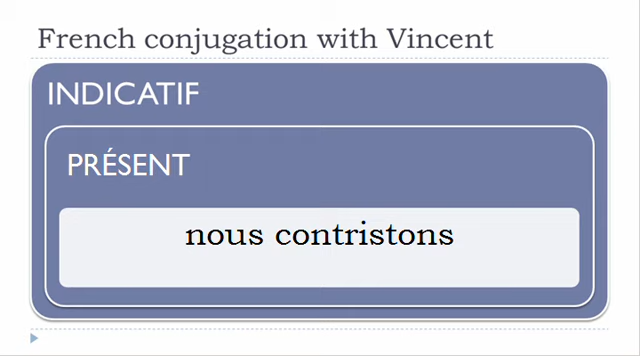 French conjugation with Vincent
INDICATIF
PRÉSENT
nous contristons